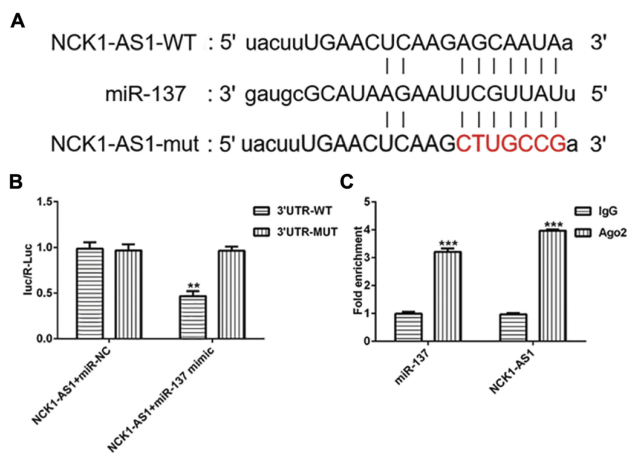 A
NCK1-AS1-WT : 5' uacuuUGAACUCAAGAGCAAUAa 3'
miR-137 : 3' gaugcGCAUAAGAAUUCGUUAUu 5'
NCK1-AS1-mut : 5' uacuuUGAACUCAAGCTUGCCGa 3'
B
luc/R-Luc
1.5
1.0
0.5
0.0
**
3'UTR-WT
3'UTR-MUT
NCK1-AS1+miR-NC
NCK1-AS1+miR-137 mimic
C
Fold enrichment
5
4
3
2
1
0
***
***
IgG
Ago2
miR-137
NCK1-AS1